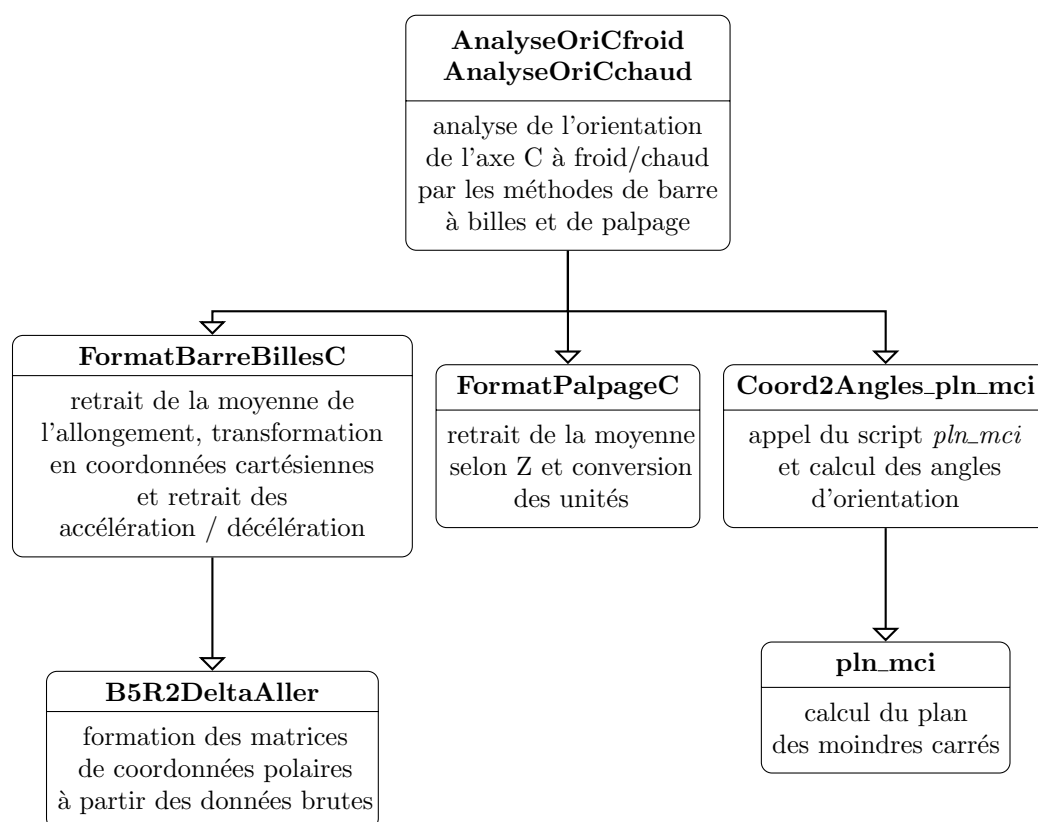 AnalyseOriCfroid
AnalyseOriCchaud
analyse de l'orientation
de l'axe C à froid/chaud
par les méthodes de barre
à billes et de palpage
FormatBarreBillesC
retrait de la moyenne de
l'allongement, transformation
en coordonnées cartésiennes
et retrait des
accélération / décélération
FormatPalpageC
retrait de la moyenne
selon Z et conversion
des unités
Coord2Angles_pln_mci
appel du script pln_mci
et calcul des angles
d'orientation
B5R2DeltaAller
formation des matrices
de coordonnées polaires
à partir des données brutes
pln_mci
calcul du plan
des moindres carrés